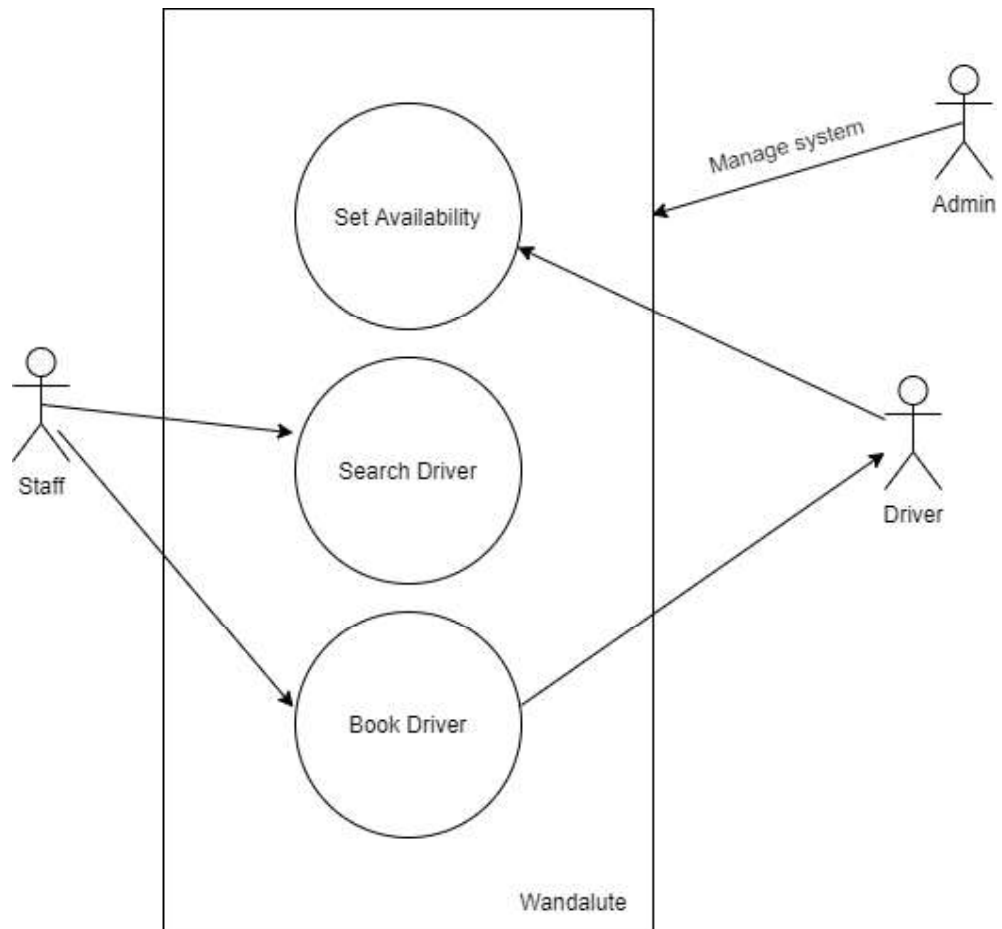 Manage system
Admin
Set Availability
Staff
Search Driver
Driver
Book Driver
Wandalute